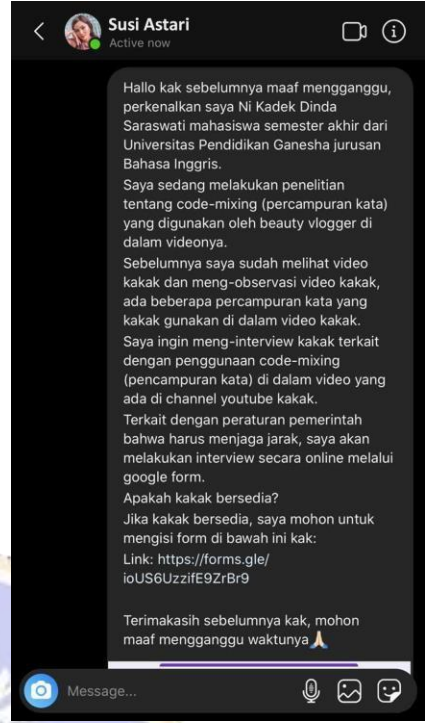 Susi Astari
Active now
Hallo kak sebelumnya maaf mengganggu,
perkenalkan saya Ni Kadek Dinda
Saraswati mahasiswa semester akhir dari
Universitas Pendidikan Ganesha jurusan
Bahasa Inggris.
Saya sedang melakukan penelitian
tentang code-mixing (percampuran kata)
yang digunakan oleh beauty vlogger di
dalam videonya.
Sebelumnya saya sudah melihat video
kakak dan meng-observasi video kakak,
ada beberapa percampuran kata yang
kakak gunakan di dalam video kakak.
Saya ingin meng-interview kakak terkait
dengan penggunaan code-mixing
(pencampuran kata) di dalam video yang
ada di channel youtube kakak.
Terkait dengan peraturan pemerintah
bahwa harus menjaga jarak, saya akan
melakukan interview secara online melalui
google form.
Apakah kakak bersedia?
Jika kakak bersedia, saya mohon untuk
mengisi form di bawah ini kak:
Link: https://forms.gle/
ioUS6UzzifE9ZrBr9
Terimakasih sebelumnya kak, mohon
maaf mengganggu waktunya🙏🏻
Message...